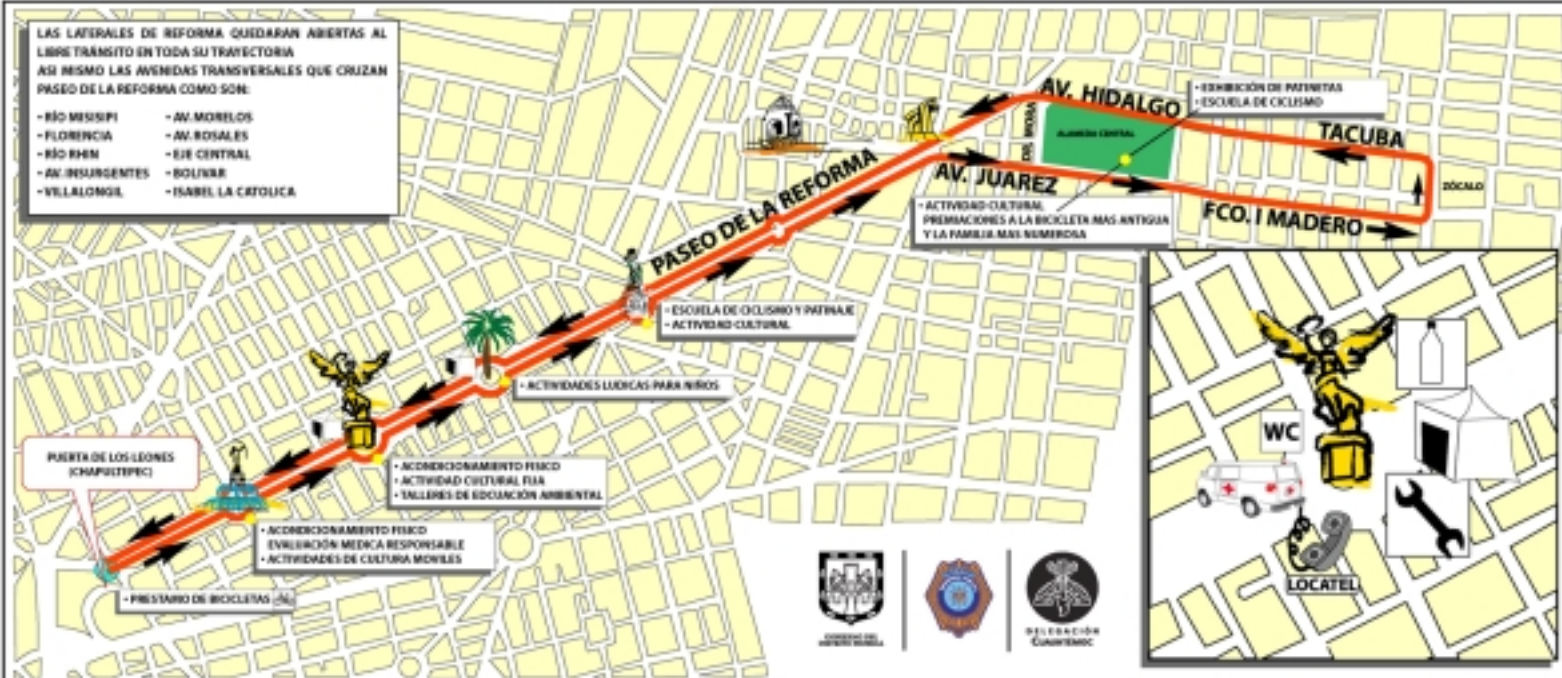 LAS LATERALES DE REFORMA QUEDARAN ABIERTAS AL
LIBRE TRÁNSITO EN TODA SU TRAYECTORIA
ASI MISMO LAS AVENIDAS TRANSVERSALES QUE CRUZAN
PASEO DE LA REFORMA COMO SON:
- RÍO MISISIPI
- FLORENCIA
- RÍO RHIN
- AV. INSURGENTES
- VILLALONGIL
- AV. MORELOS
- AV. ROSALES
- EJE CENTRAL
- BOLIVAR
- ISABEL LA CATOLICA
AV. HIDALGO
- EXHIBICIÓN DE PATINETAS
- ESCUELA DE CICLISMO
TACUBA
DR. MORA
ALAMEDA CENTRAL
ZÓCALO
AV. JUAREZ
FCO. I MADERO
- ACTIVIDAD CULTURAL
PREMIACIONES A LA BICICLETA MAS ANTIGUA
Y LA FAMILIA MAS NUMEROSA
PASEO DE LA REFORMA
- ESCUELA DE CICLISMO Y PATINAJE
- ACTIVIDAD CULTURAL
- ACTIVIDADES LUDICAS PARA NIÑOS
- ACONDICIONAMIENTO FISICO
- ACTIVIDAD CULTURAL FIJA
- TALLERES DE EDCUACIÓN AMBIENTAL
PUERTA DE LOS LEONES
(CHAPULTEPEC)
- ACONDICIONAMIENTO FISICO
EVALUACIÓN MEDICA RESPONSABLE
- ACTIVIDADES DE CULTURA MOVILES
- PRESTAMO DE BICICLETAS
WC
LOCATEL
DELEGACIÓN
CUAUHTEMOC